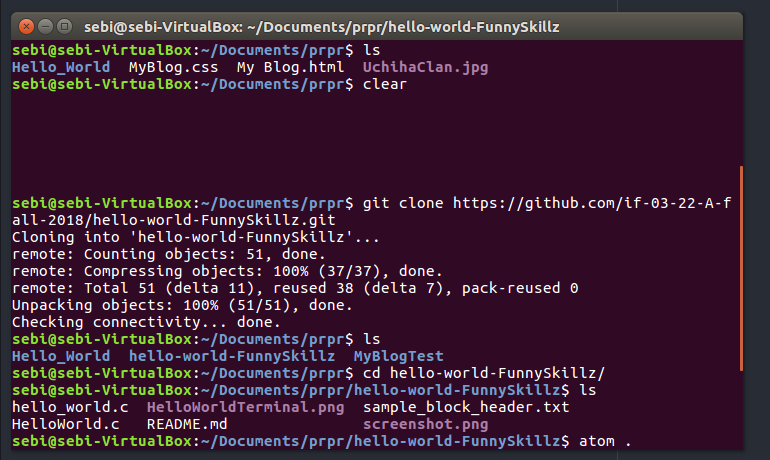 sebi@sebi-VirtualBox: ~/Documents/prpr/hello-world-FunnySkillz
sebi@sebi-VirtualBox:~/Documents/prpr$ ls
Hello_World  MyBlog.css  My Blog.html  UchihaClan.jpg
sebi@sebi-VirtualBox:~/Documents/prpr$ clear
sebi@sebi-VirtualBox:~/Documents/prpr$ git clone https://github.com/if-03-22-A-f
all-2018/hello-world-FunnySkillz.git
Cloning into 'hello-world-FunnySkillz'...
remote: Counting objects: 51, done.
remote: Compressing objects: 100% (37/37), done.
remote: Total 51 (delta 11), reused 38 (delta 7), pack-reused 0
Unpacking objects: 100% (51/51), done.
Checking connectivity... done.
sebi@sebi-VirtualBox:~/Documents/prpr$ ls
Hello_World  hello-world-FunnySkillz  MyBlogTest
sebi@sebi-VirtualBox:~/Documents/prpr$ cd hello-world-FunnySkillz/
sebi@sebi-VirtualBox:~/Documents/prpr/hello-world-FunnySkillz$ ls
hello_world.c  HelloWorldTerminal.png  sample_block_header.txt
HelloWorld.c   README.md               screenshot.png
sebi@sebi-VirtualBox:~/Documents/prpr/hello-world-FunnySkillz$ atom .